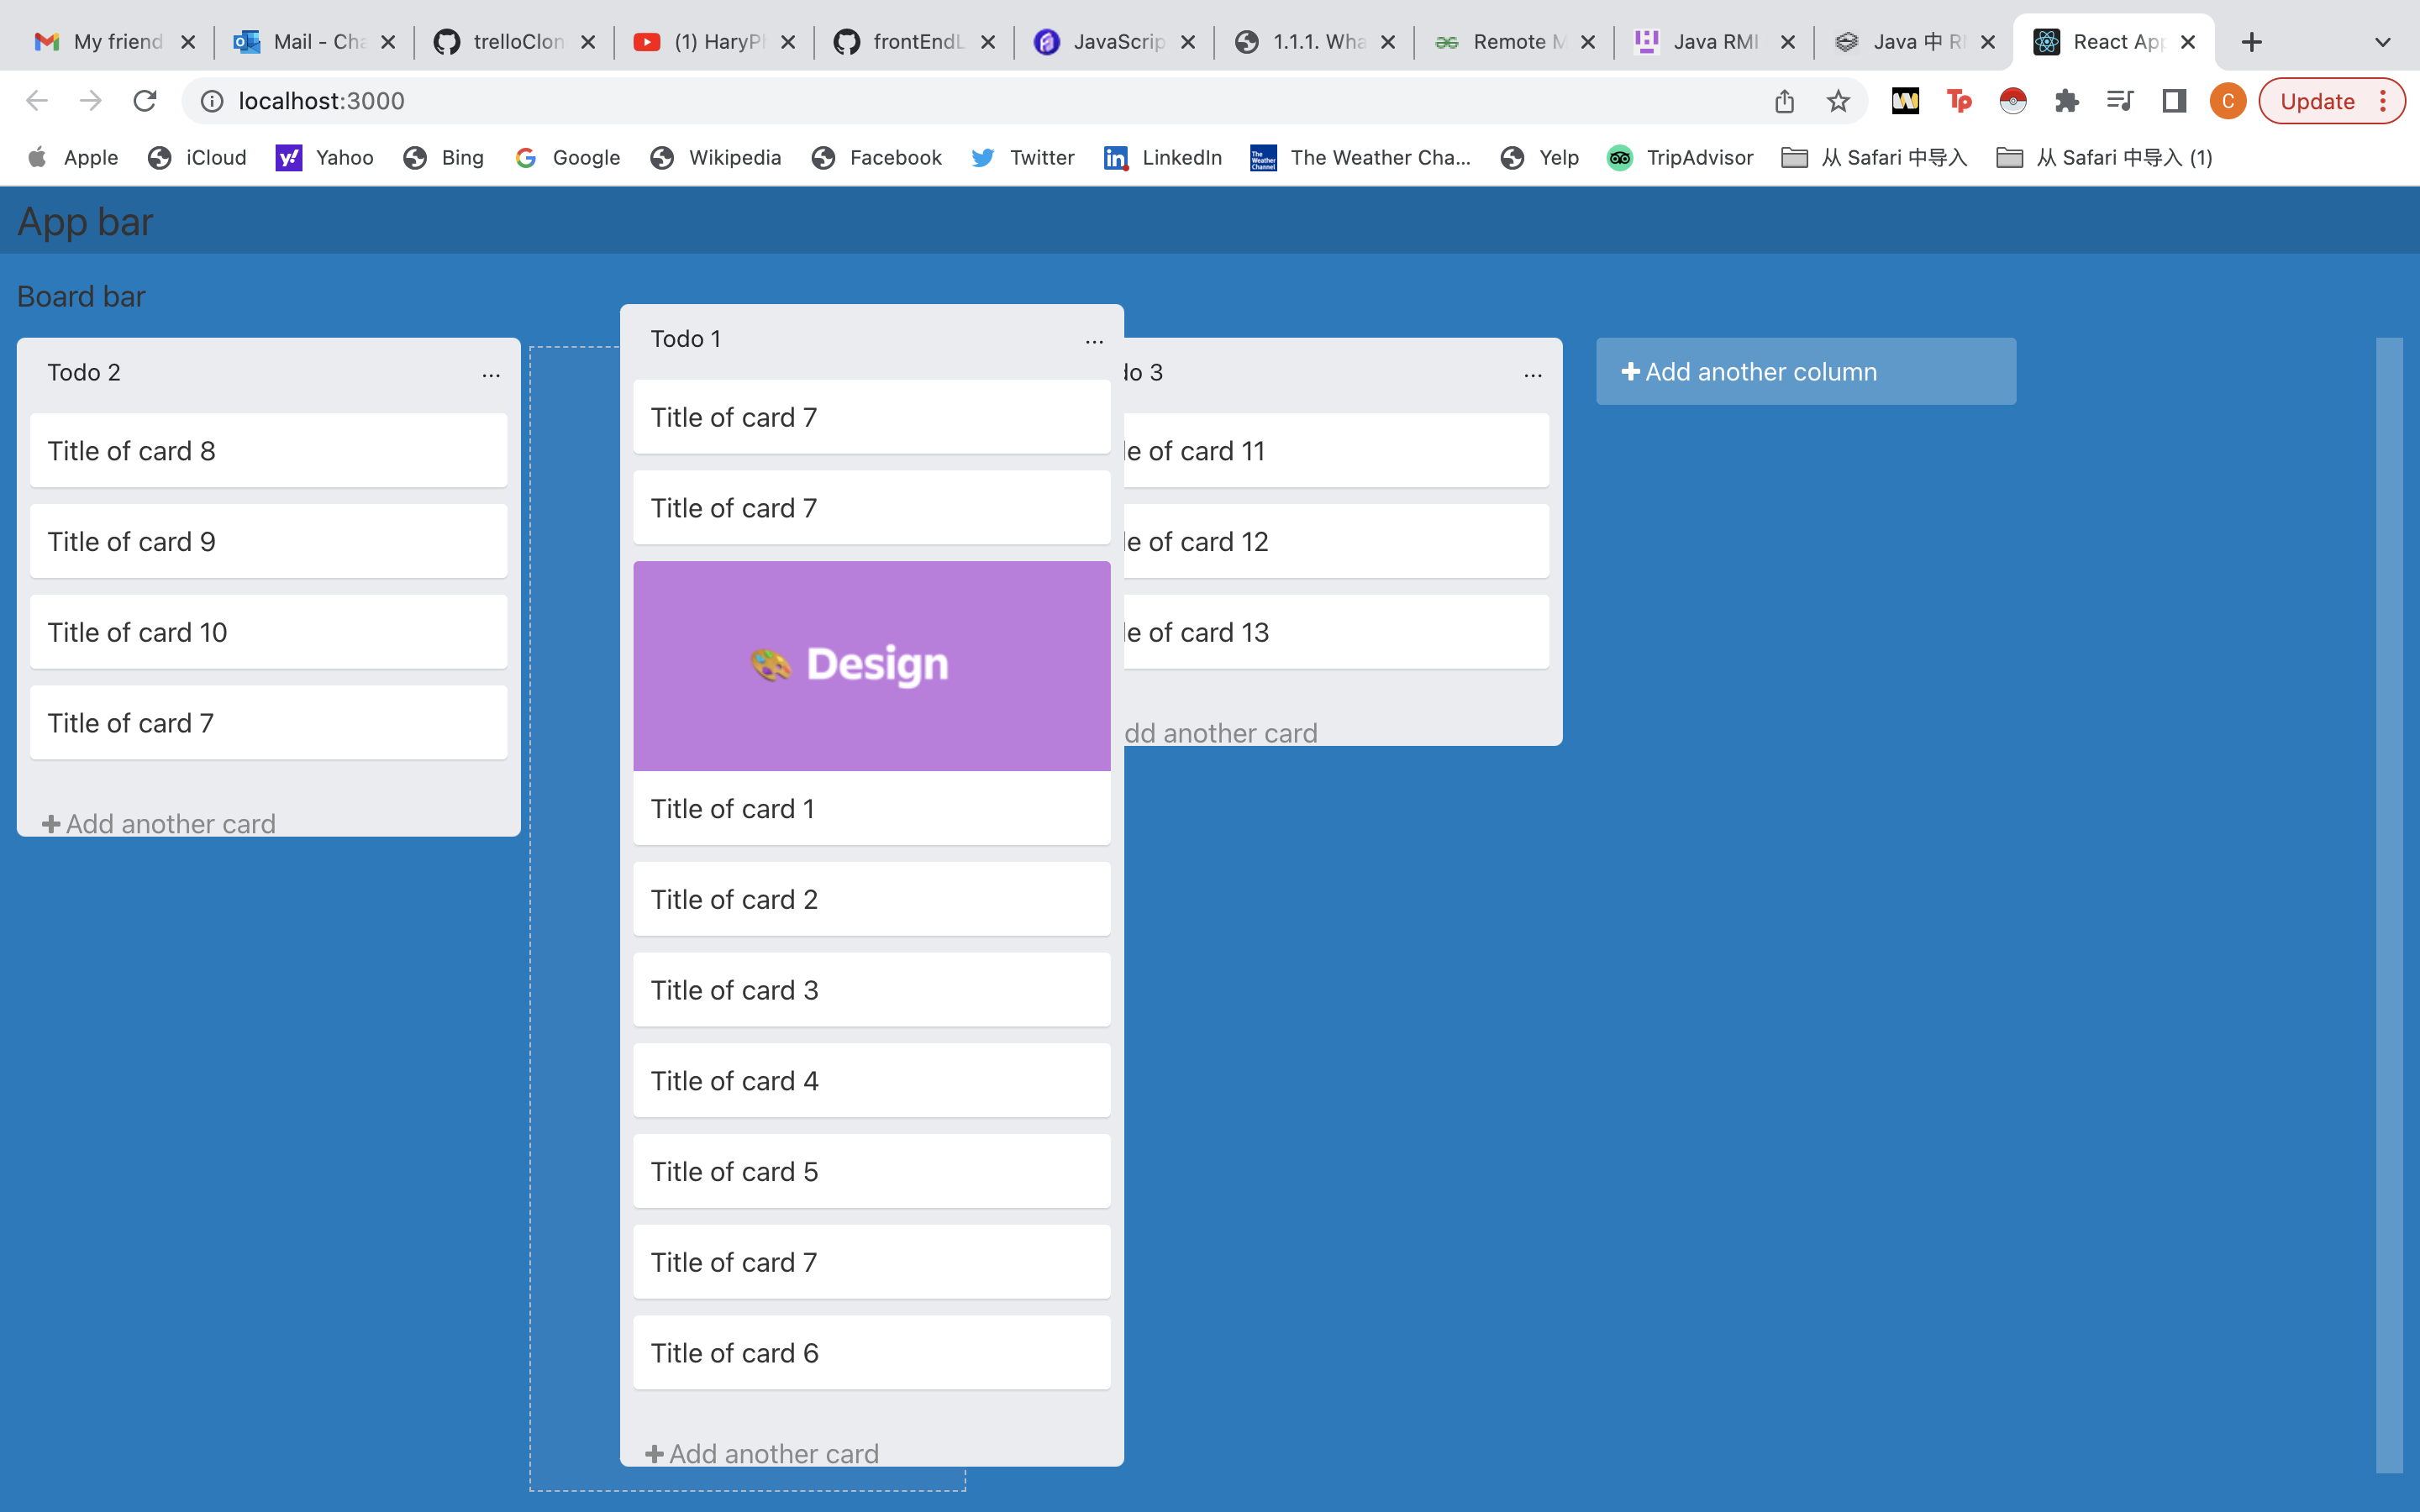 My friend
Mail - Cha
trelloClon
(1) HaryPl
frontEndL
JavaScrip
1.1.1. Wha
Remote M
Java RMI
Java 中 RM
React App
localhost:3000
Tp
C
Update
Apple
iCloud
Yahoo
Bing
Google
Wikipedia
Facebook
Twitter
LinkedIn
The Weather Cha...
Yelp
TripAdvisor
从 Safari 中导入
从 Safari 中导入 (1)
App bar
Board bar
Todo 2
...
Title of card 8
Title of card 9
Title of card 10
Title of card 7
Add another card
Todo 1
...
Title of card 7
Title of card 7
Design
Title of card 1
Title of card 2
Title of card 3
Title of card 4
Title of card 5
Title of card 7
Title of card 6
Add another card
do 3
...
le of card 11
le of card 12
le of card 13
dd another card
Add another column